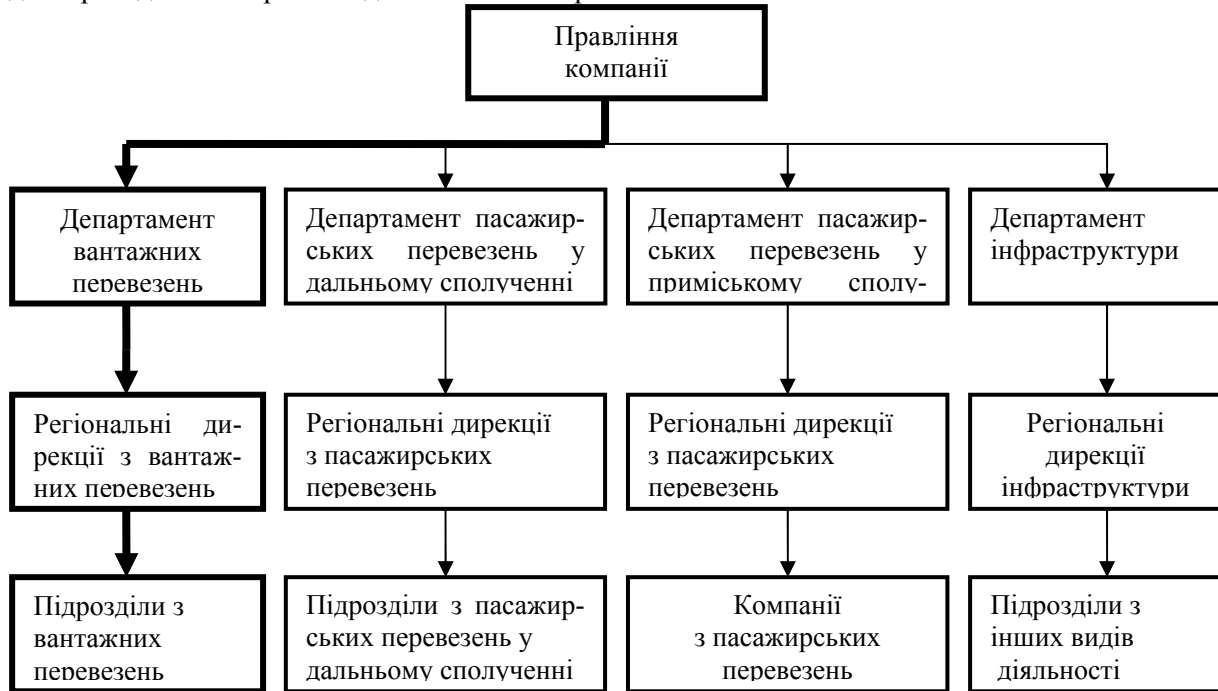 Правління
компанії
Департамент
вантажних
перевезень
Департамент пасажир-
ських перевезень у
дальньому сполученні
Департамент пасажир-
ських перевезень у
приміському сполу-
Департамент
інфраструктури
Регіональні ди-
рекції з вантаж-
них перевезень
Регіональні дирекції
з пасажирських
перевезень
Регіональні дирекції
з пасажирських
перевезень
Регіональні
дирекції
інфраструктури
Підрозділи з
вантажних
перевезень
Підрозділи з пасажир-
ських перевезень у
дальньому сполученні
Компанії
з пасажирських
перевезень
Підрозділи з
інших видів
діяльності